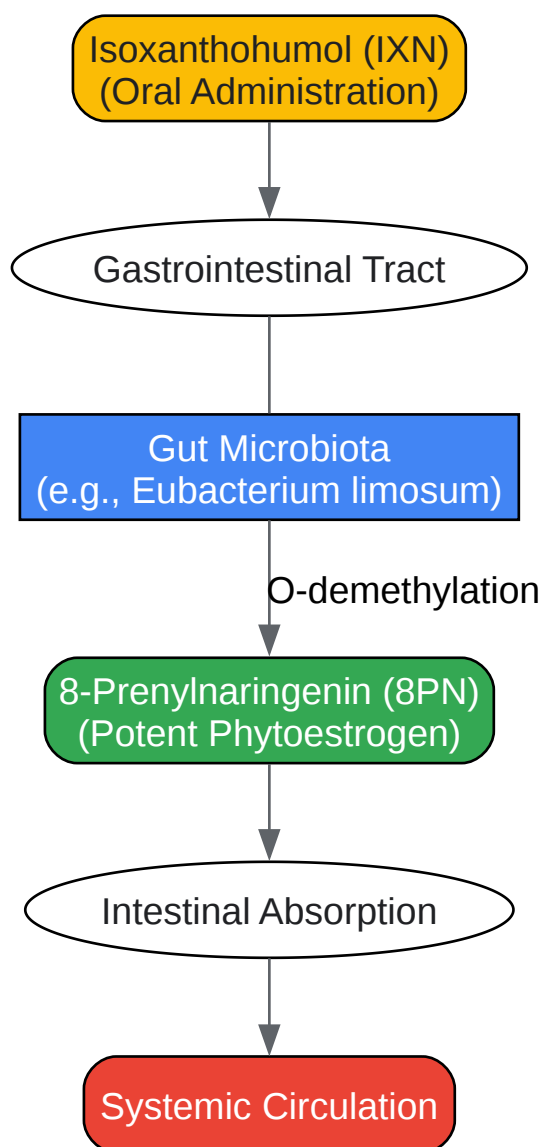 Isoxanthohumol (IXN)
(Oral Administration)
Gastrointestinal Tract
Gut Microbiota
(e.g., Eubacterium limosum)
O-demethylation
8-Prenylnaringenin (8PN)
(Potent Phytoestrogen)
Intestinal Absorption
Systemic Circulation